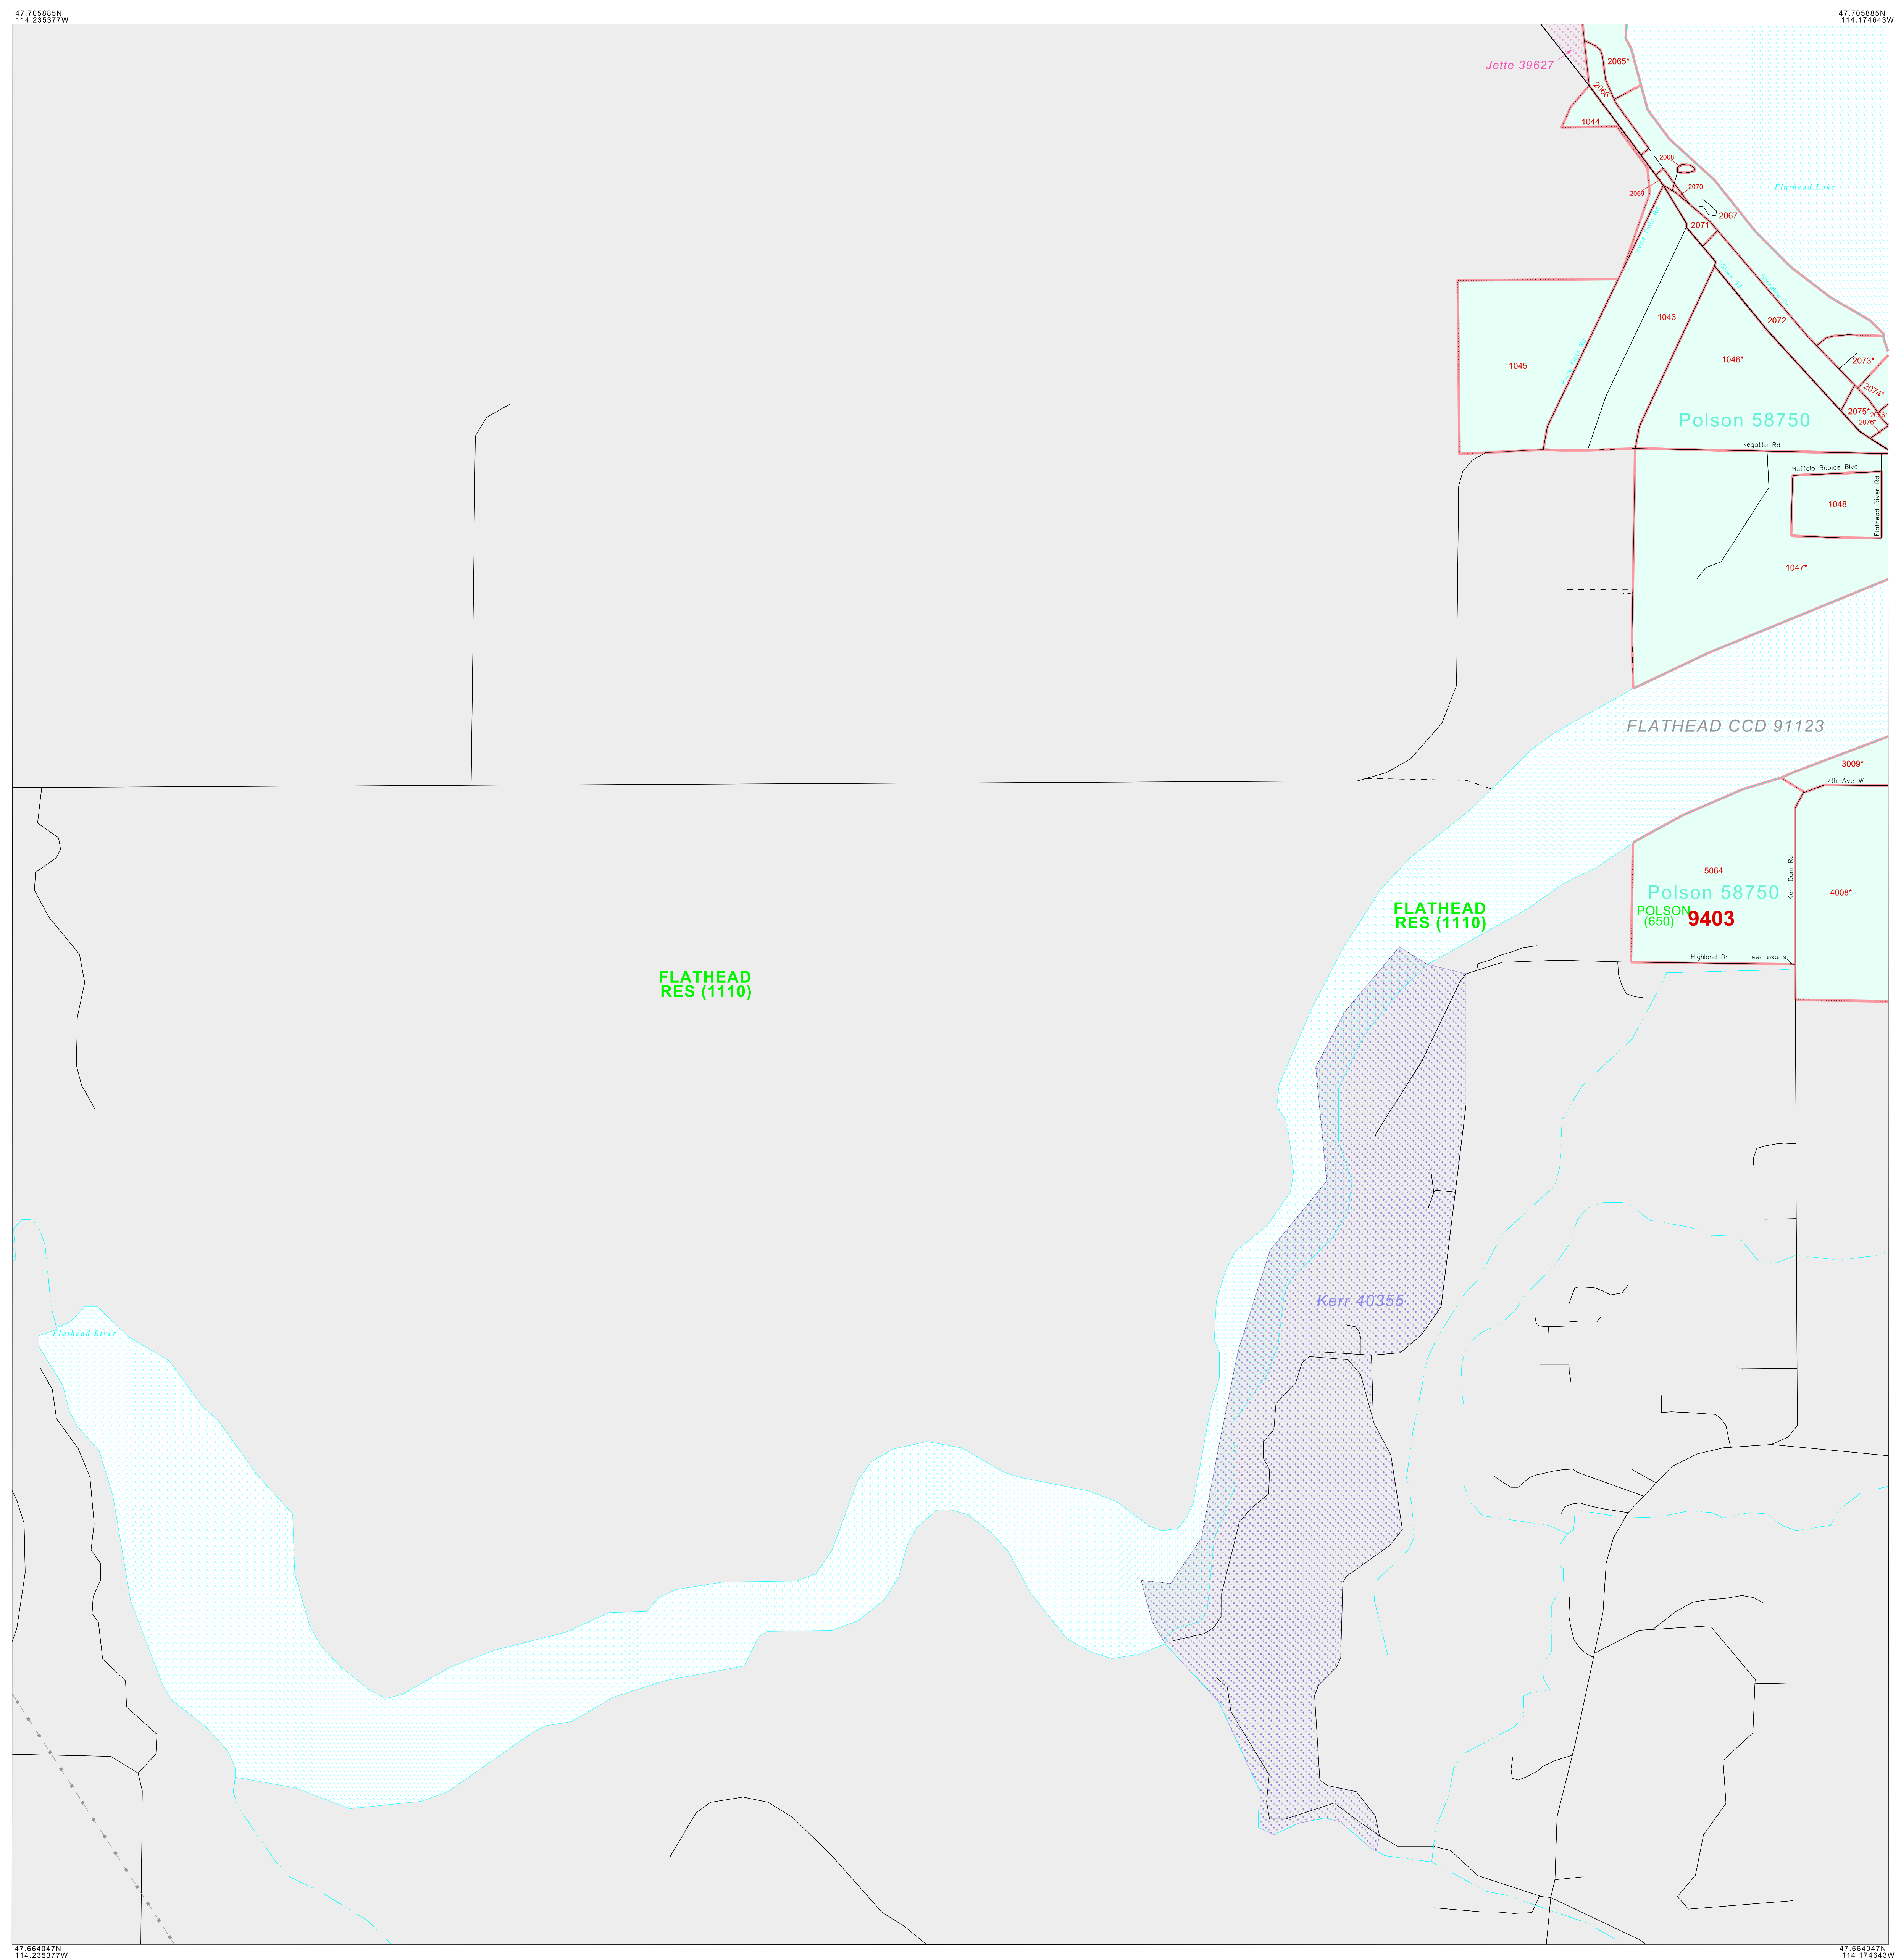 47.705885N
114.235377W
47.705885N
114.174643W
Jette 39627
2065*
2066
1044
2068
2069
2070
Flathead Lake
2067
2071
1043
2072
1045
1046*
2073*
2074*
2075*
2076*
2076*
Polson 58750
Regatta Rd
Buffalo Rapids Blvd
1048
Flathead River Rd
1047*
FLATHEAD CCD 91123
3009*
7th Ave W
5064
Kerr Dam Rd
4008*
Polson 58750
POLSON
(650)
9403
FLATHEAD
RES (1110)
Highland Dr
River Terrace Rd
FLATHEAD
RES (1110)
Kerr 40355
Flathead River
47.664047N
114.235377W
47.664047N
114.174643W